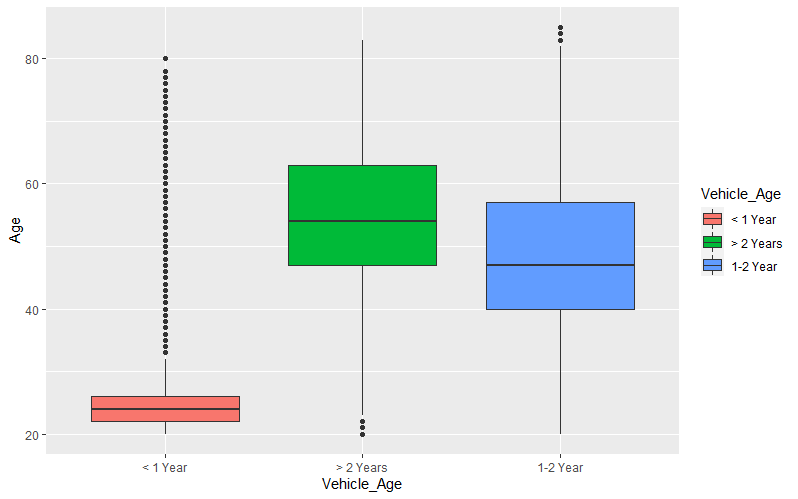 Age
80
60
40
20
< 1 Year
> 2 Years
1-2 Year
Vehicle_Age
Vehicle_Age
< 1 Year
> 2 Years
1-2 Year